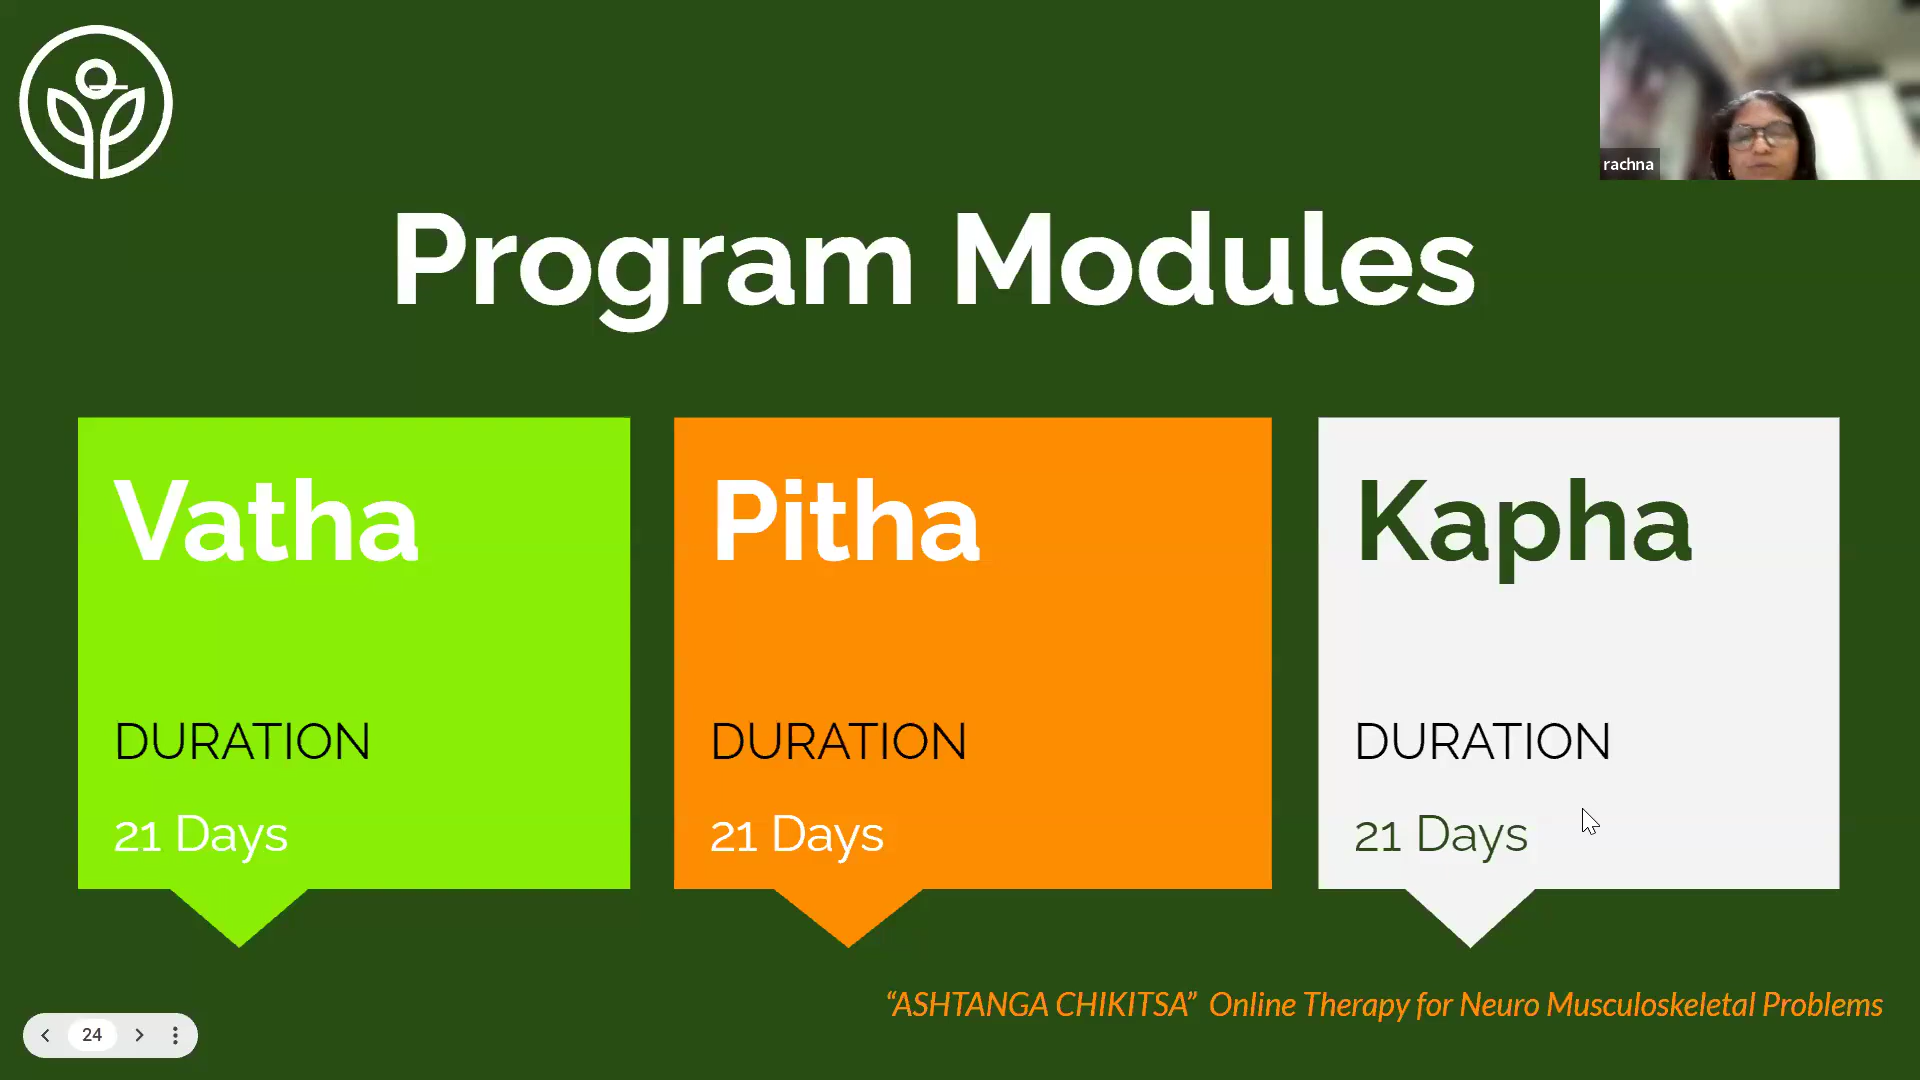 rachna
Program Modules
Vatha
DURATION
21 Days
Pitha
DURATION
21 Days
Kapha
DURATION
21 Days
“ASHTANGA CHIKITSA” Online Therapy for Neuro Musculoskeletal Problems
24